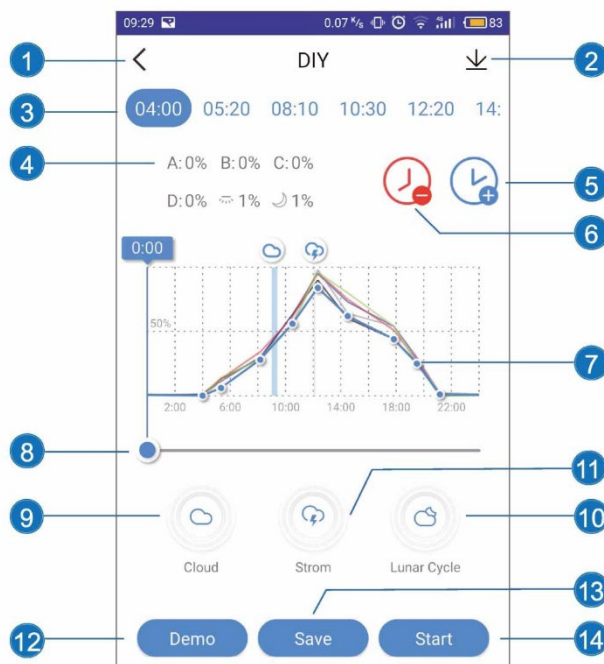 09:29 0.07 K/s 4G 83
1 DIY 2
3 04:00 05:20 08:10 10:30 12:20 14:
4 A:0% B:0% C:0% 5
D:0% 1% 1% 6
0:00
50% 7
2:00 6:00 10:00 14:00 18:00 22:00
8
11
9 10
Cloud Strom Lunar Cycle
13
12 Demo Save Start 14